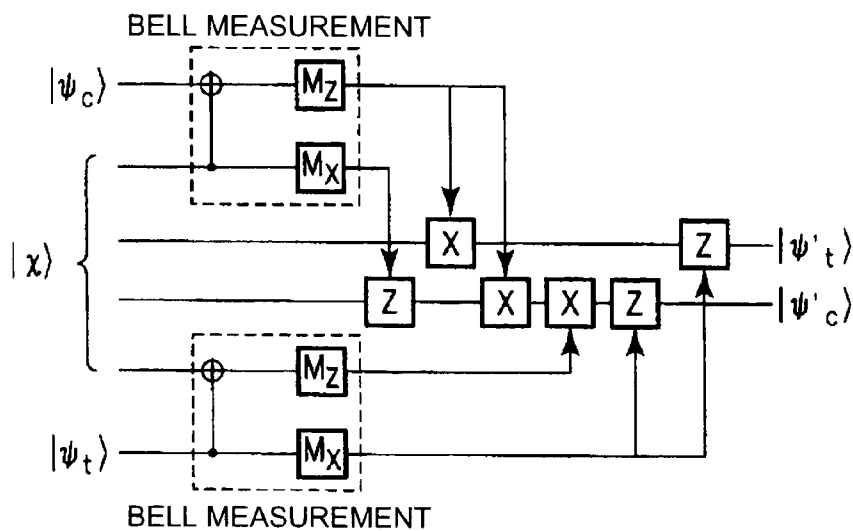 BELL MEASUREMENT
|ψc⟩
MZ
MX
|χ⟩
X
Z
|ψ't⟩
Z
X
X
Z
|ψ'c⟩
MZ
|ψt⟩
MX
BELL MEASUREMENT